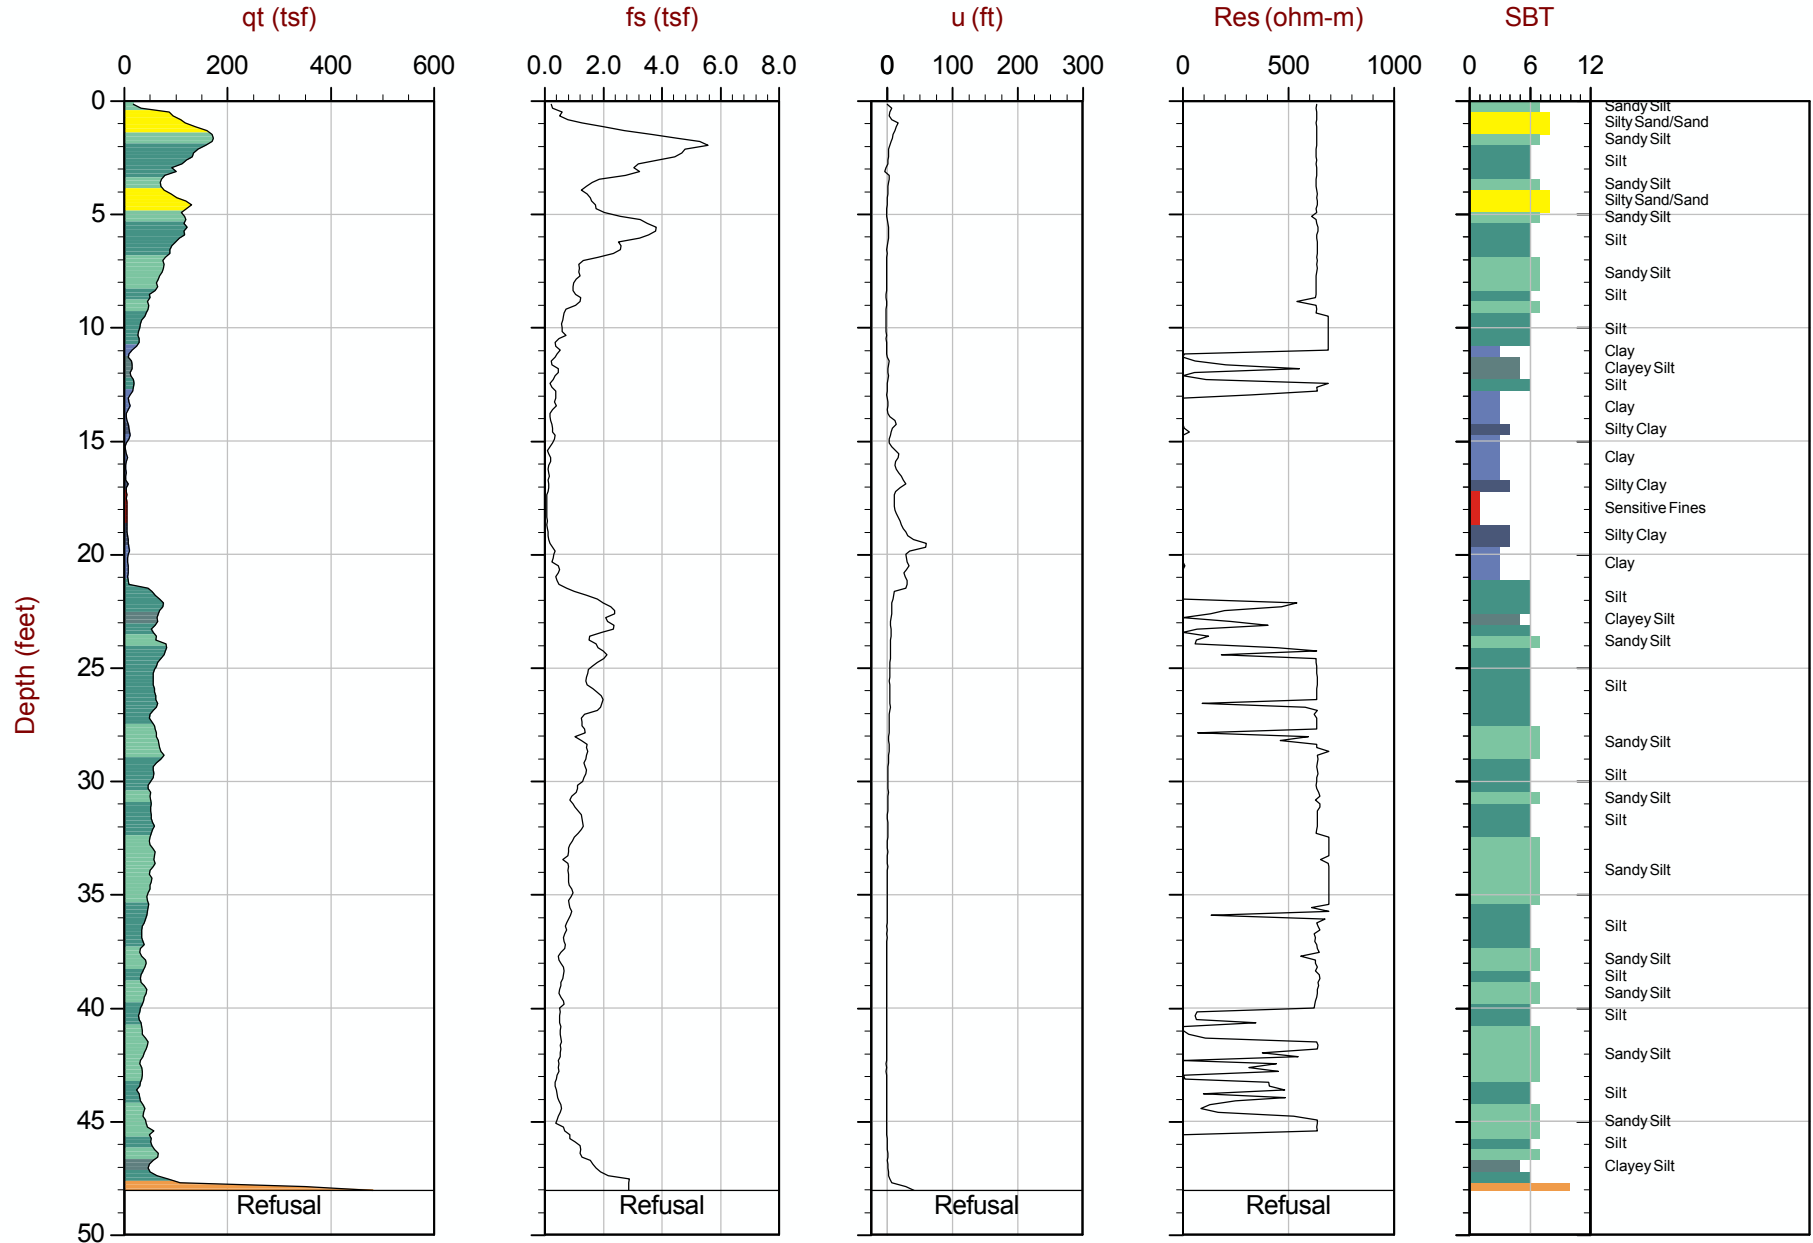 qt (tsf) fs (tsf) u (ft) Res (ohm-m) SBT
0 200 400 600 0.0 2.0 4.0 6.0 8.0 0 100 200 300 0 500 1000 0 6 12
0
5
10
15
20
25
30
35
40
45
50
Depth (feet)
Sandy Silt
Silty Sand/Sand
Sandy Silt
Silt
Sandy Silt
Silty Sand/Sand
Sandy Silt
Silt
Sandy Silt
Silt
Silt
Clay
Clayey Silt
Silt
Clay
Silty Clay
Clay
Silty Clay
Sensitive Fines
Silty Clay
Clay
Silt
Clayey Silt
Sandy Silt
Silt
Sandy Silt
Silt
Sandy Silt
Silt
Sandy Silt
Silt
Sandy Silt
Silt
Sandy Silt
Silt
Sandy Silt
Silt
Sandy Silt
Silt
Clayey Silt
Refusal Refusal Refusal Refusal